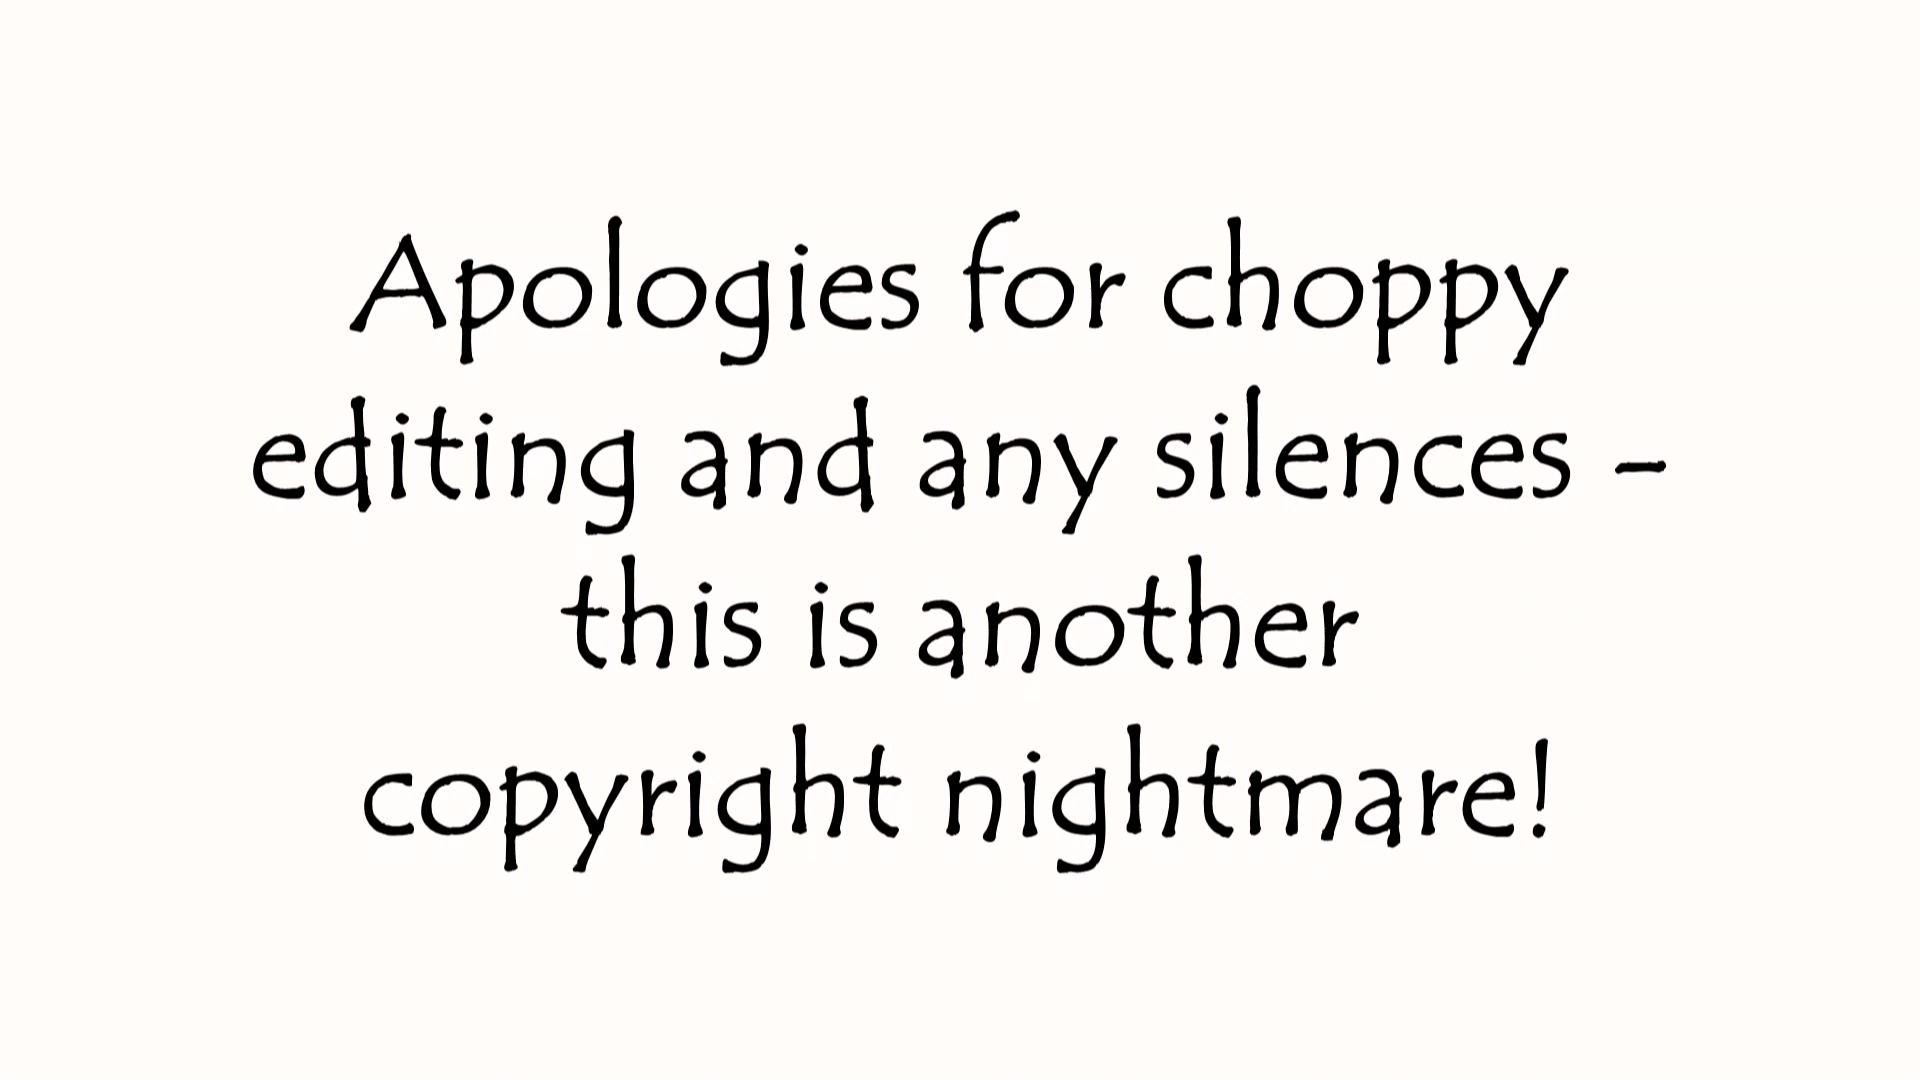 Apologies for choppy
editing and any silences –
this is another
copyright nightmare!